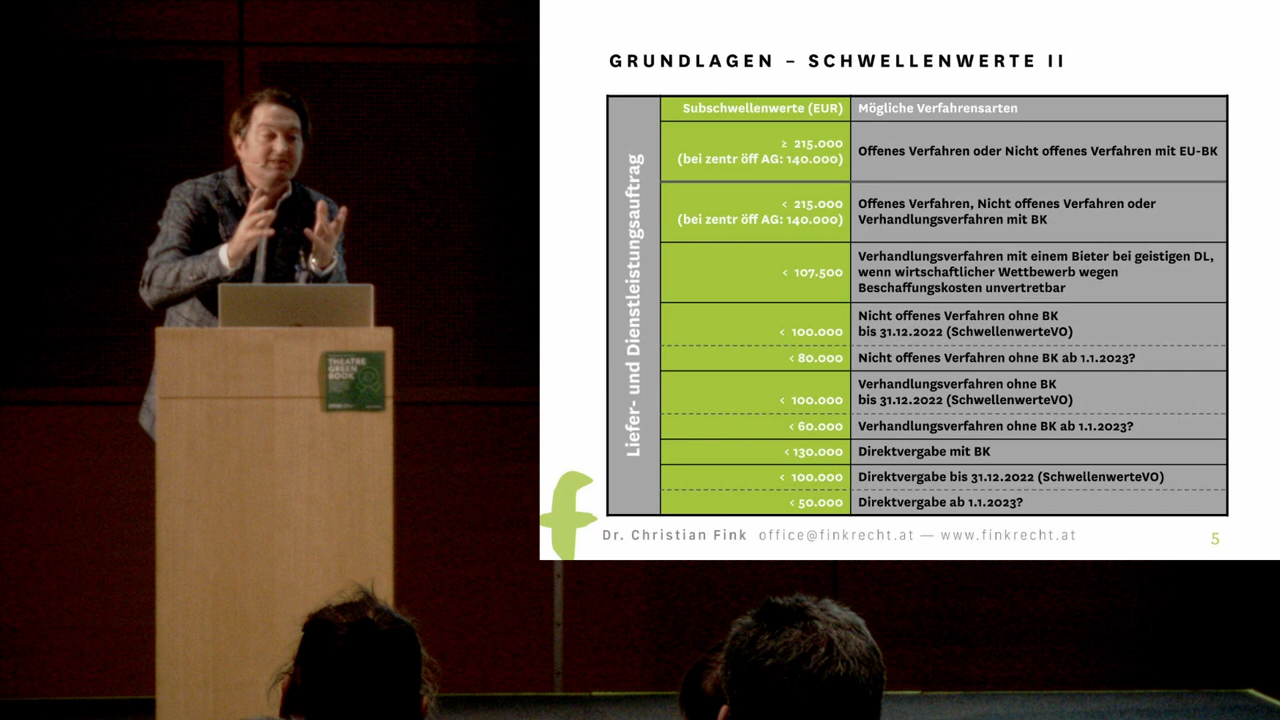 GRUNDLAGEN – SCHWELLENWERTE II
Liefer- und Dienstleistungsauftrag
Subschwellenwerte (EUR) Mögliche Verfahrensarten
≥ 215.000
(bei zentr öff AG: 140.000)
Offenes Verfahren oder Nicht offenes Verfahren mit EU-BK
< 215.000
(bei zentr öff AG: 140.000)
Offenes Verfahren, Nicht offenes Verfahren oder
Verhandlungsverfahren mit BK
< 107.500
Verhandlungsverfahren mit einem Bieter bei geistigen DL,
wenn wirtschaftlicher Wettbewerb wegen
Beschaffungskosten unvertretbar
< 100.000
Nicht offenes Verfahren ohne BK
bis 31.12.2022 (SchwellenwerteVO)
< 80.000 Nicht offenes Verfahren ohne BK ab 1.1.2023?
< 100.000
Verhandlungsverfahren ohne BK
bis 31.12.2022 (SchwellenwerteVO)
< 60.000 Verhandlungsverfahren ohne BK ab 1.1.2023?
< 130.000 Direktvergabe mit BK
< 100.000 Direktvergabe bis 31.12.2022 (SchwellenwerteVO)
< 50.000 Direktvergabe ab 1.1.2023?
f
Dr. Christian Fink office@finkrecht.at — www.finkrecht.at
5
THEATRE
GREEN
BOOK